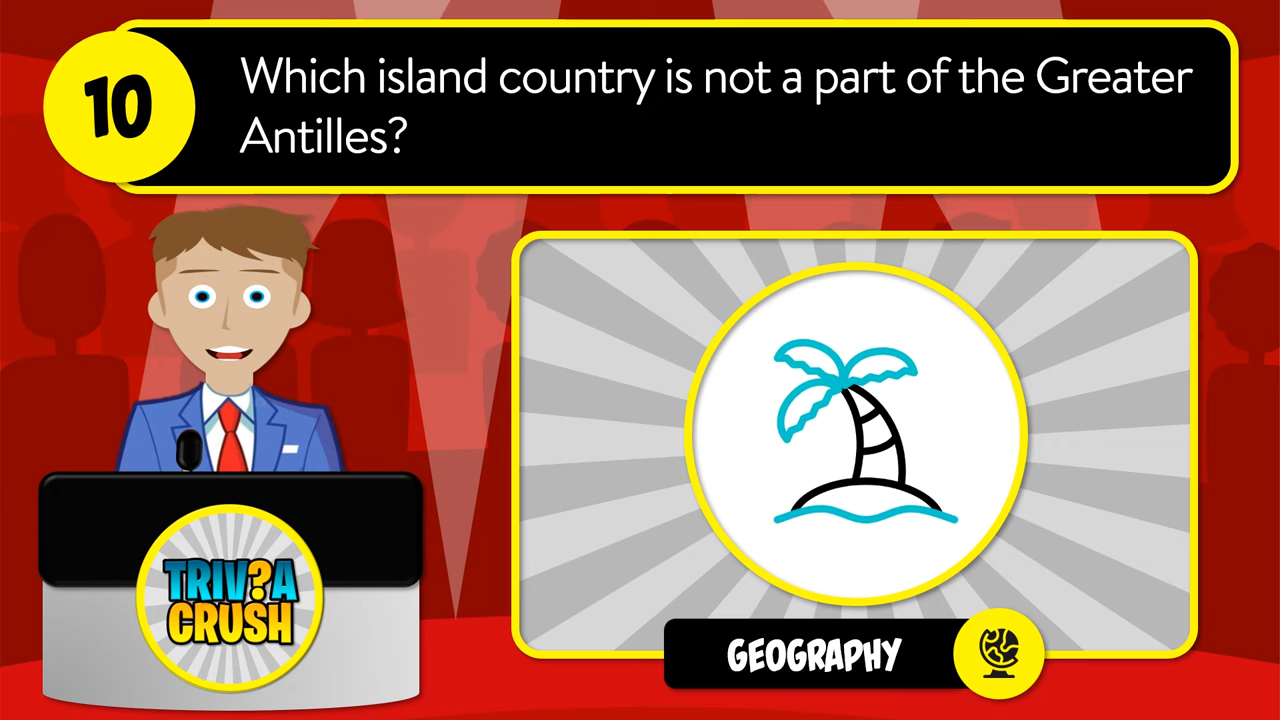 10
Which island country is not a part of the Greater
Antilles?
TRIV?A
CRUSH
GEOGRAPHY